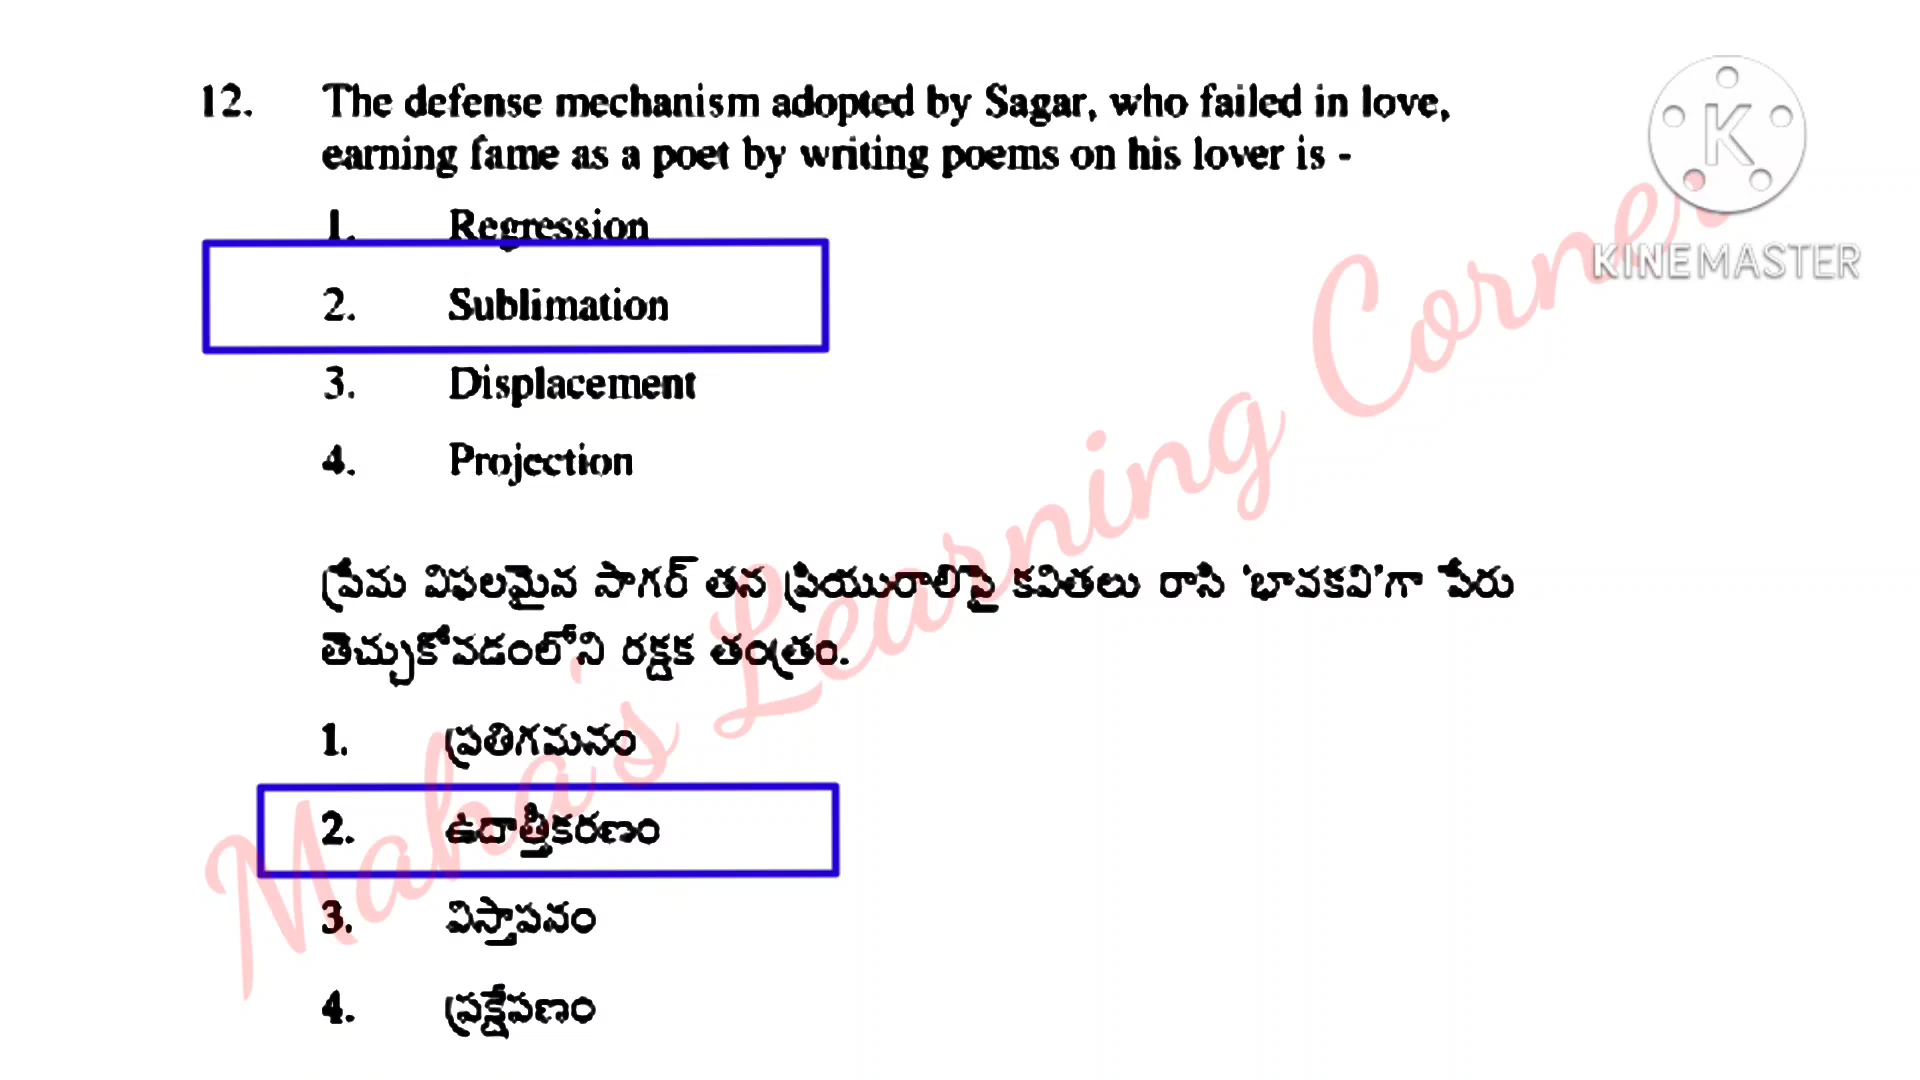 12. The defense mechanism adopted by Sagar, who failed in love,
earning fame as a poet by writing poems on his lover is -
1. Regression
2. Sublimation
3. Displacement
4. Projection
ప్రేమ విఫలమైన సాగర్ తన ప్రియురాలిపై కవితలు రాసి 'భావకవి'గా పేరు
తెచ్చుకోవడంలోని రక్షక తంత్రం.
1. ప్రతిగమనం
2. ఉదాత్తీకరణం
3. విస్తాపనం
4. ప్రక్షేపణం
Maha's Learning Corner
K
KINEMASTER